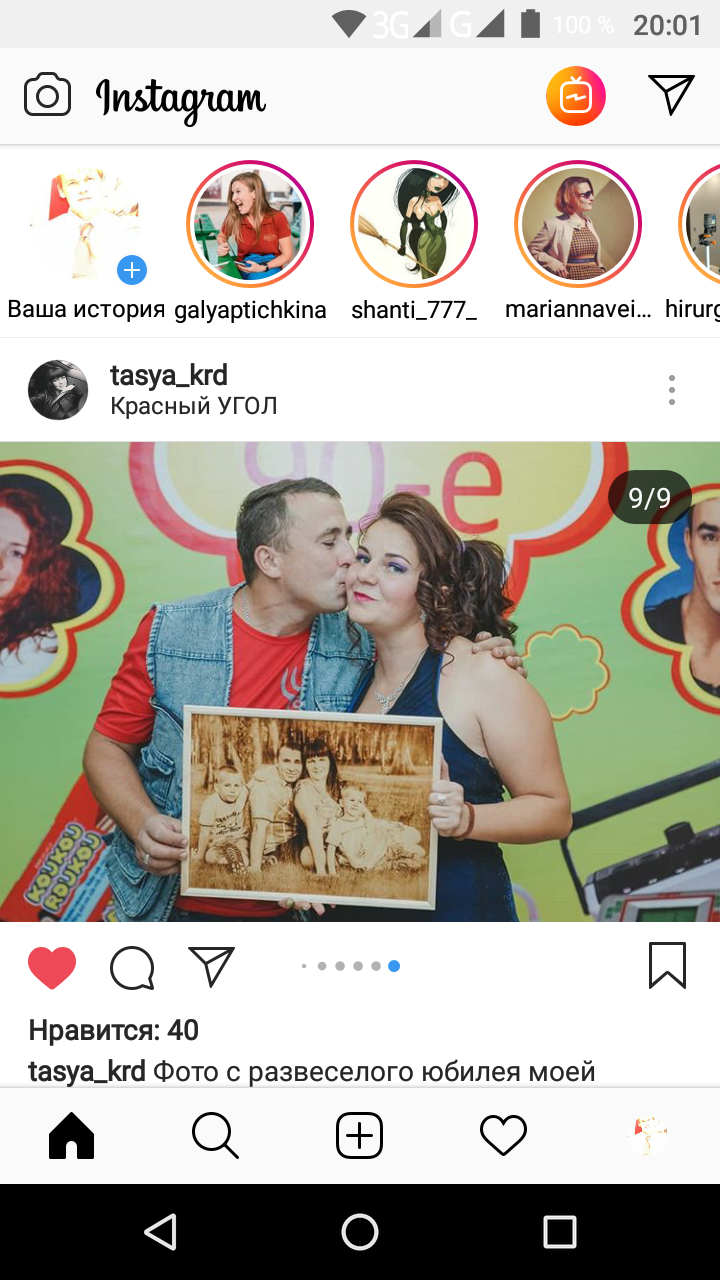 3G G 100 % 20:01
Instagram
Ваша история galyaptichkina shanti_777_ mariannavei... hirurg
tasya_krd
Красный УГОЛ
90-е
9/9
Нравится: 40
tasya_krd Фото с развеселого юбилея моей